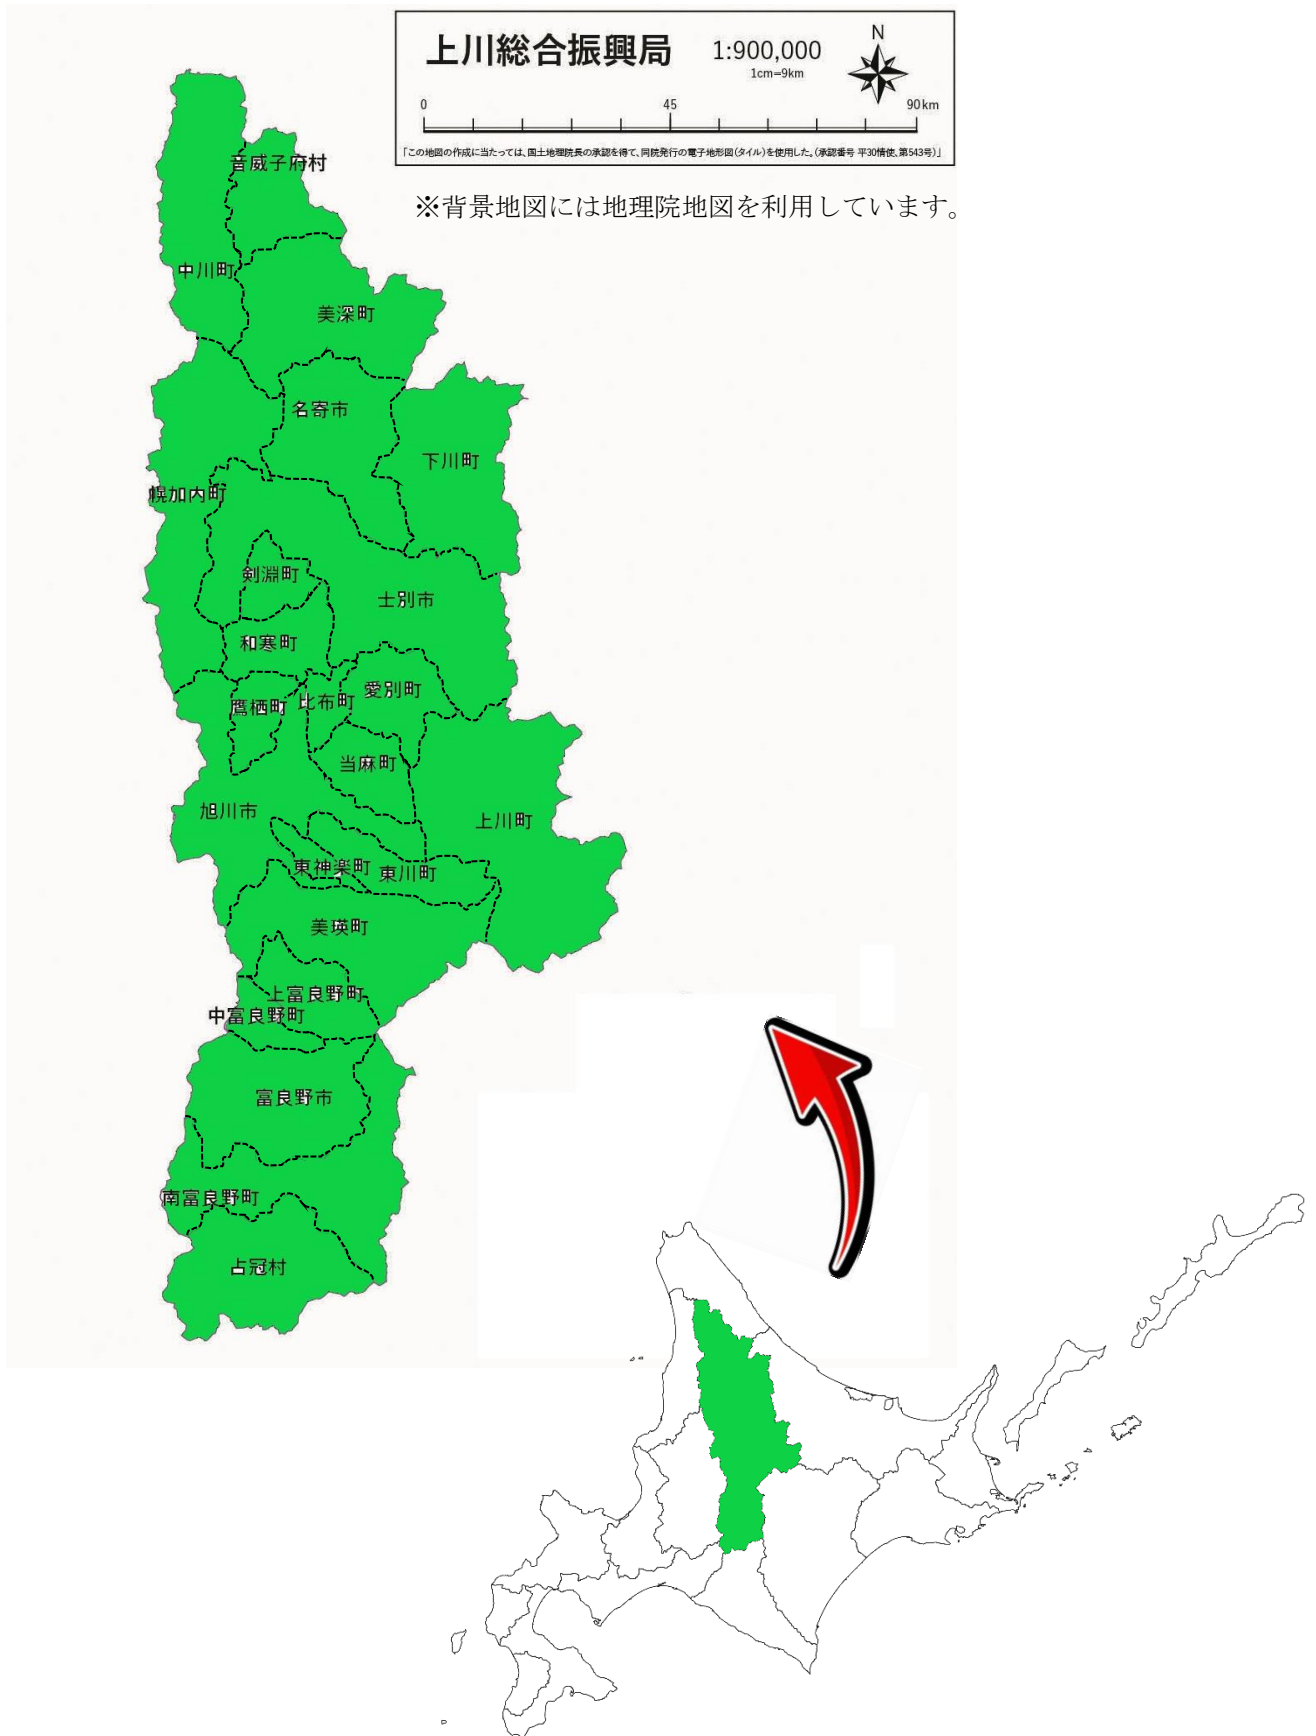 上川総合振興局
1:900,000
1cm=9km
N
0 45 90km
「この地図の作成に当たっては、国土地理院長の承認を得て、同院発行の電子地形図(タイル)を使用した。(承認番号 平30情使、第543号)」
※背景地図には地理院地図を利用しています。
音威子府村
中川町
美深町
名寄市
下川町
幌加内町
剣淵町
士別市
和寒町
愛別町
比布町
鷹栖町
当麻町
旭川市
上川町
東神楽町
東川町
美瑛町
上富良野町
中富良野町
富良野市
南富良野町
占冠村